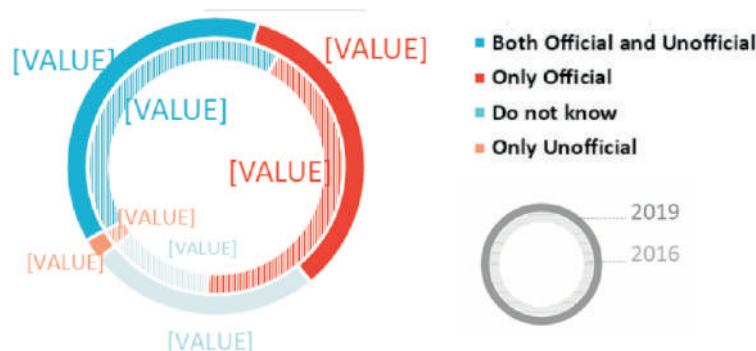 [VALUE]
[VALUE]
[VALUE]
[VALUE]
[VALUE]
[VALUE]
[VALUE]
[VALUE]
Both Official and Unofficial
Only Official
Do not know
Only Unofficial
2019
2016